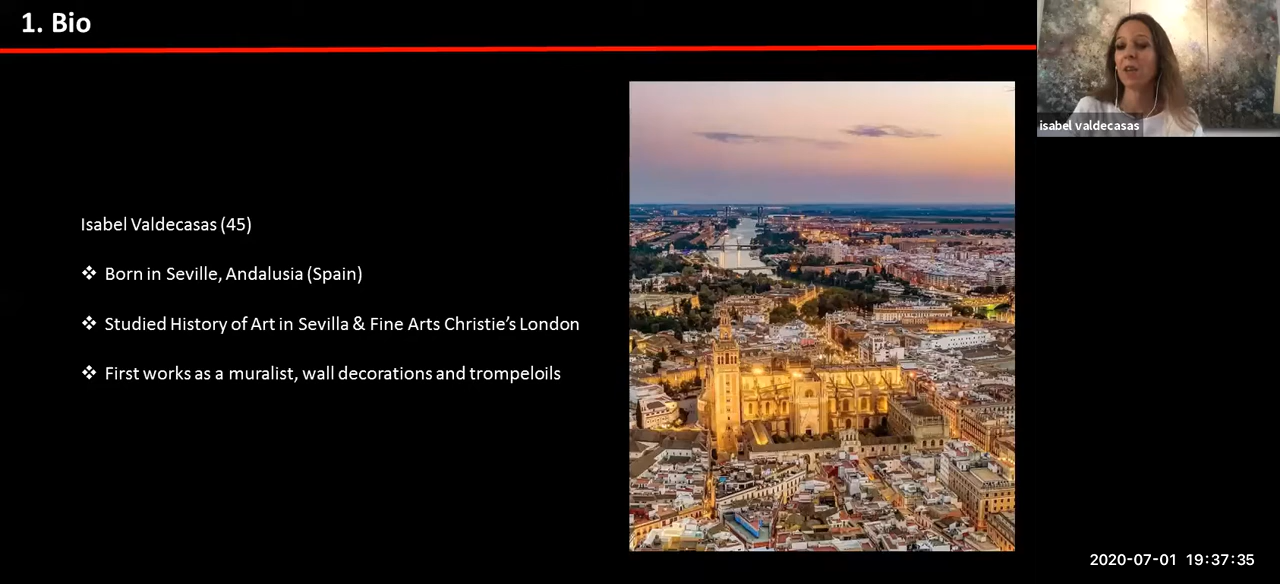 1. Bio
isabel valdecasas
Isabel Valdecasas (45)
❖ Born in Seville, Andalusia (Spain)
❖ Studied History of Art in Sevilla & Fine Arts Christie's London
❖ First works as a muralist, wall decorations and trompeloils
2020-07-01 19:37:35